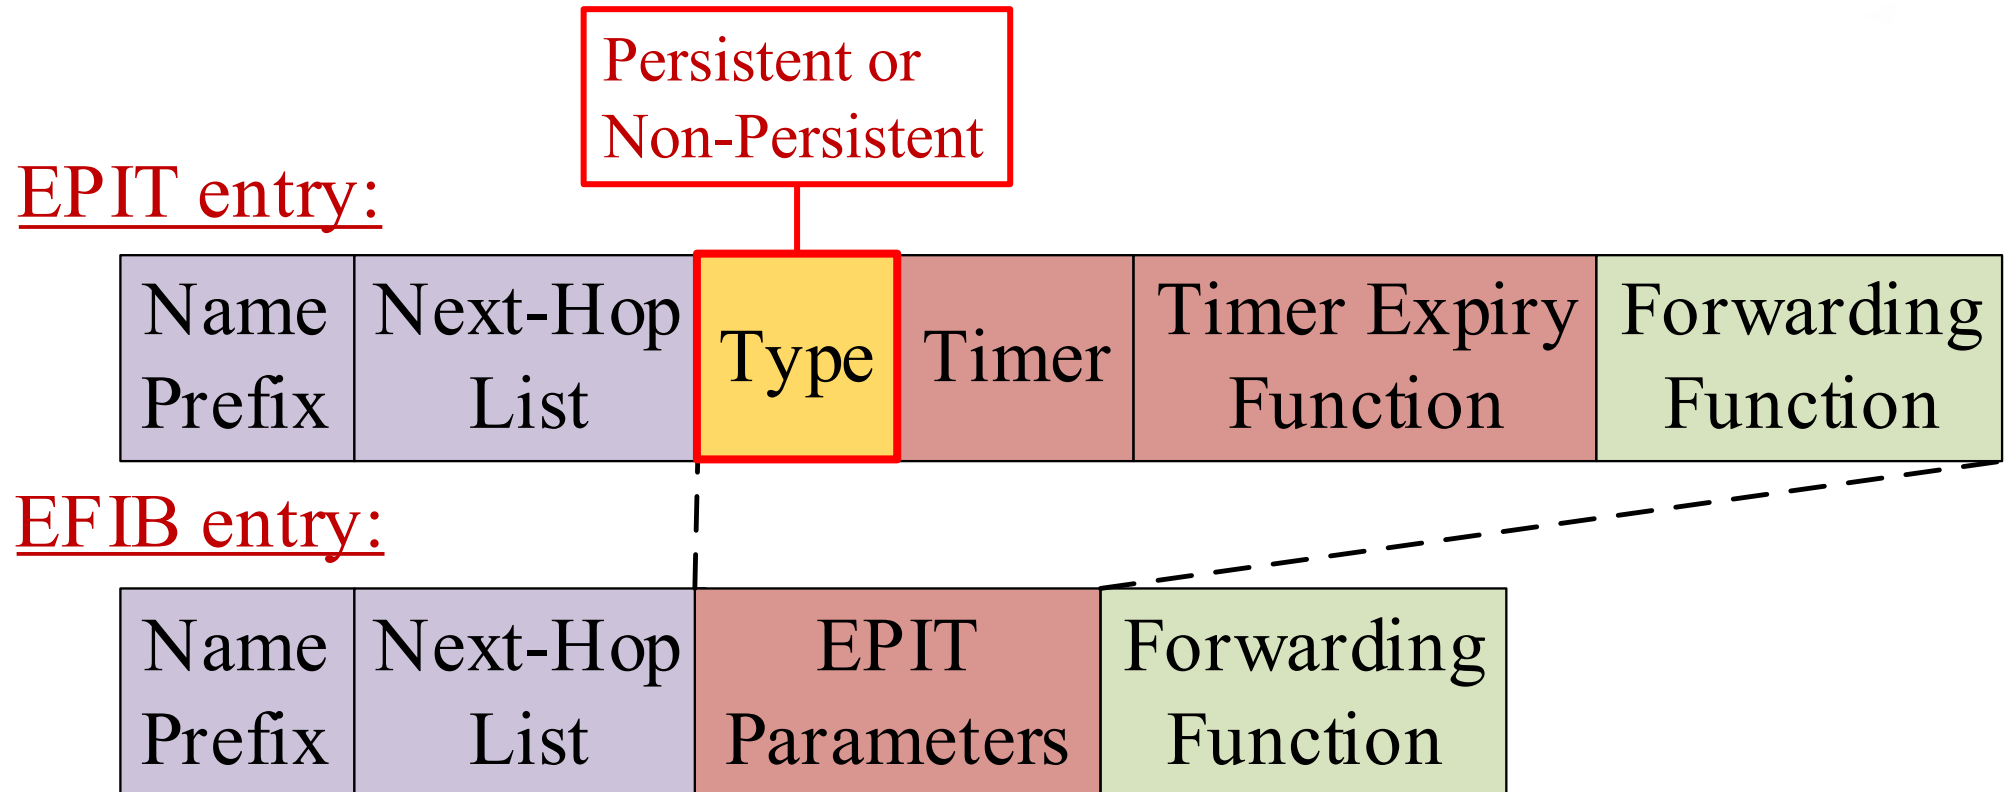 Persistent or
Non-Persistent
EPIT entry:
Name Prefix
Next-Hop List
Type
Timer
Timer Expiry Function
Forwarding Function
EFIB entry:
Name Prefix
Next-Hop List
EPIT Parameters
Forwarding Function